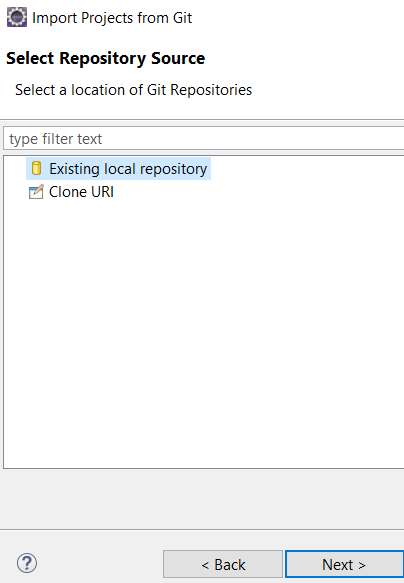 Import Projects from Git
Select Repository Source
Select a location of Git Repositories
type filter text
Existing local repository
Clone URI
?
< Back
Next >